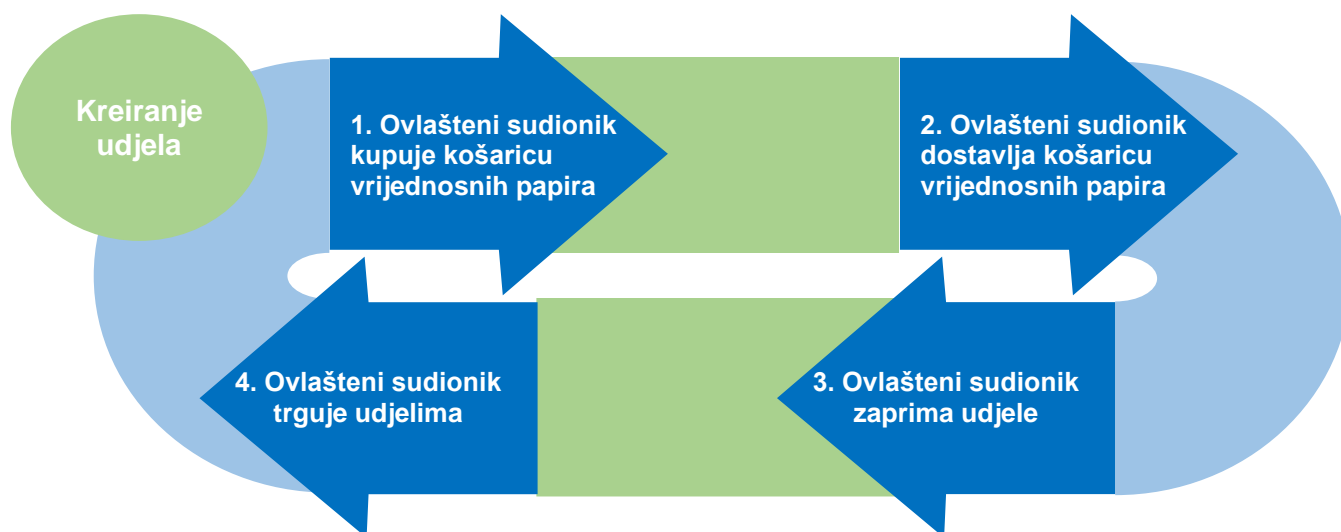 Kreiranje
udjela
1. Ovlašteni sudionik
kupuje košaricu
vrijednosnih papira
2. Ovlašteni sudionik
dostavlja košaricu
vrijednosnih papira
3. Ovlašteni sudionik
zaprima udjele
4. Ovlašteni sudionik
trguje udjelima